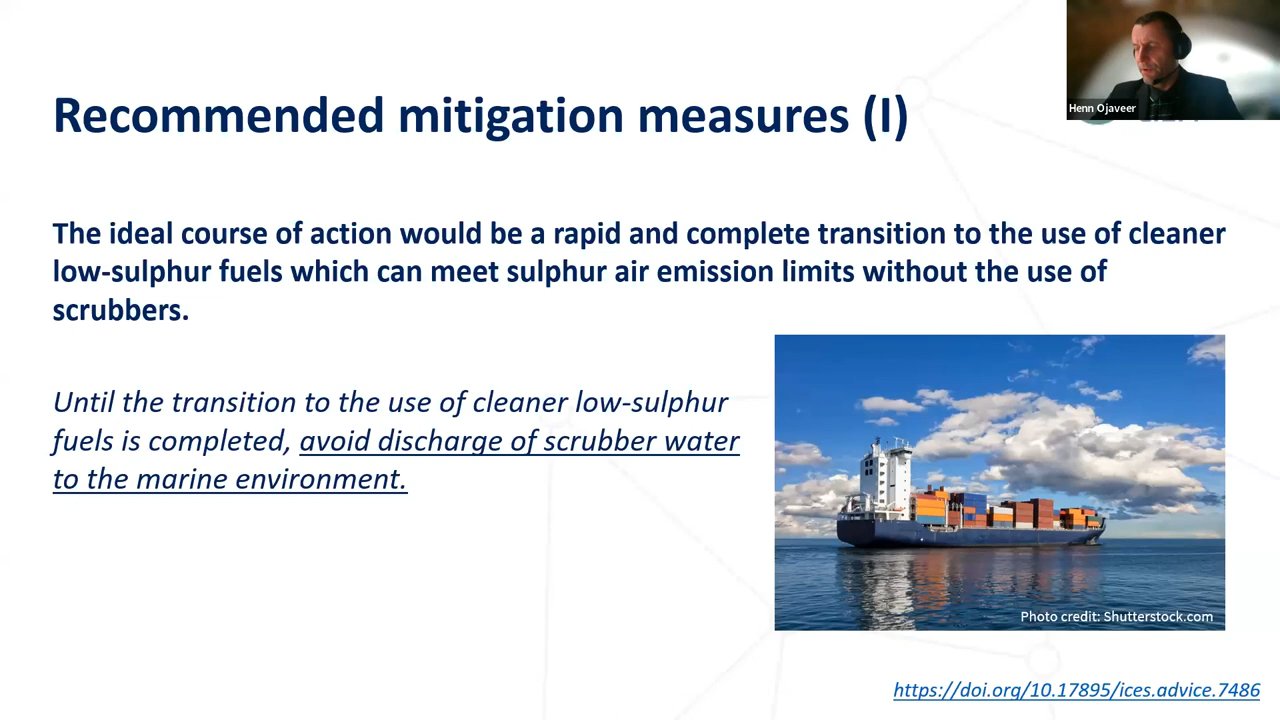 Henn Ojaveer
Recommended mitigation measures (I)
The ideal course of action would be a rapid and complete transition to the use of cleaner
low-sulphur fuels which can meet sulphur air emission limits without the use of
scrubbers.
Until the transition to the use of cleaner low-sulphur
fuels is completed, avoid discharge of scrubber water
to the marine environment.
Photo credit: Shutterstock.com
https://doi.org/10.17895/ices.advice.7486